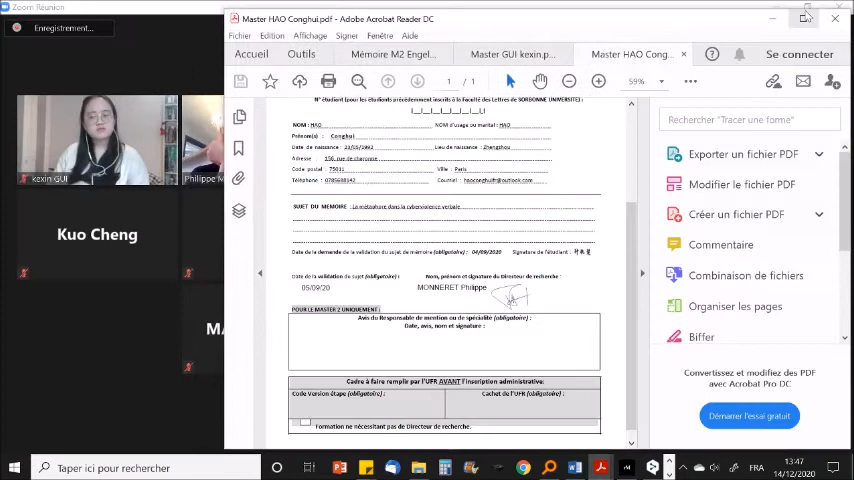 Zoom Réunion
Enregistrement...
kexin GUI
Philippe M
Kuo Cheng
Master HAO Conghui.pdf - Adobe Acrobat Reader DC
Fichier Edition Affichage Signer Fenêtre Aide
Accueil Outils Mémoire M2 Engel... Master GUI kexin.p... Master HAO Cong... × Se connecter
1 / 1 59%
N° étudiant (pour les étudiants précédemment inscrits à la Faculté des Lettres de SORBONNE UNIVERSITE) :
NOM : HAO NOM d'usage ou marital : HAO
Prénom(s) : Conghui
Date de naissance : 23/05/1992 Lieu de naissance : Zhengzhou
Adresse 156, rue de charonne
Code postal : 75011 Ville : Paris
Téléphone : 0785688142 Courriel : haoconghuifr@outlook.com
SUJET DU MEMOIRE : La métaphore dans la cyberviolence verbale
Date de la demande de la validation du sujet de mémoire (obligatoire) : 04/09/2020 Signature de l'étudiant :
Date de la validation du sujet (obligatoire) : Nom, prénom et signature du Directeur de recherche :
05/09/20 MONNERET Philippe
POUR LE MASTER 2 UNIQUEMENT :
Avis du Responsable de mention ou de spécialité (obligatoire) :
Date, avis, nom et signature :
Cadre à faire remplir par l'UFR AVANT l'inscription administrative:
Code Version étape (obligatoire) : Cachet de l'UFR (obligatoire) :
Formation ne nécessitant pas de Directeur de recherche.
Rechercher "Tracer une forme"
Exporter un fichier PDF
Modifier le fichier PDF
Créer un fichier PDF
Commentaire
Combinaison de fichiers
Organiser les pages
Biffer
Convertissez et modifiez des PDF
avec Acrobat Pro DC
Démarrer l'essai gratuit
Taper ici pour rechercher
FRA
13:47
14/12/2020